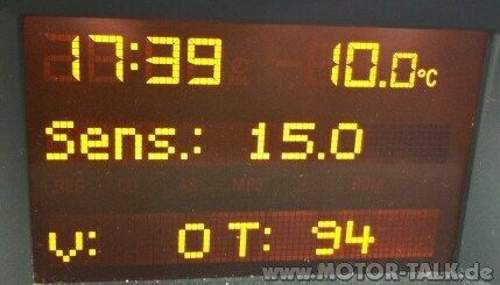 17:39 10.0°C
Sens.: 15.0
v: 0 T: 94
www.MOTOR-TALK.de